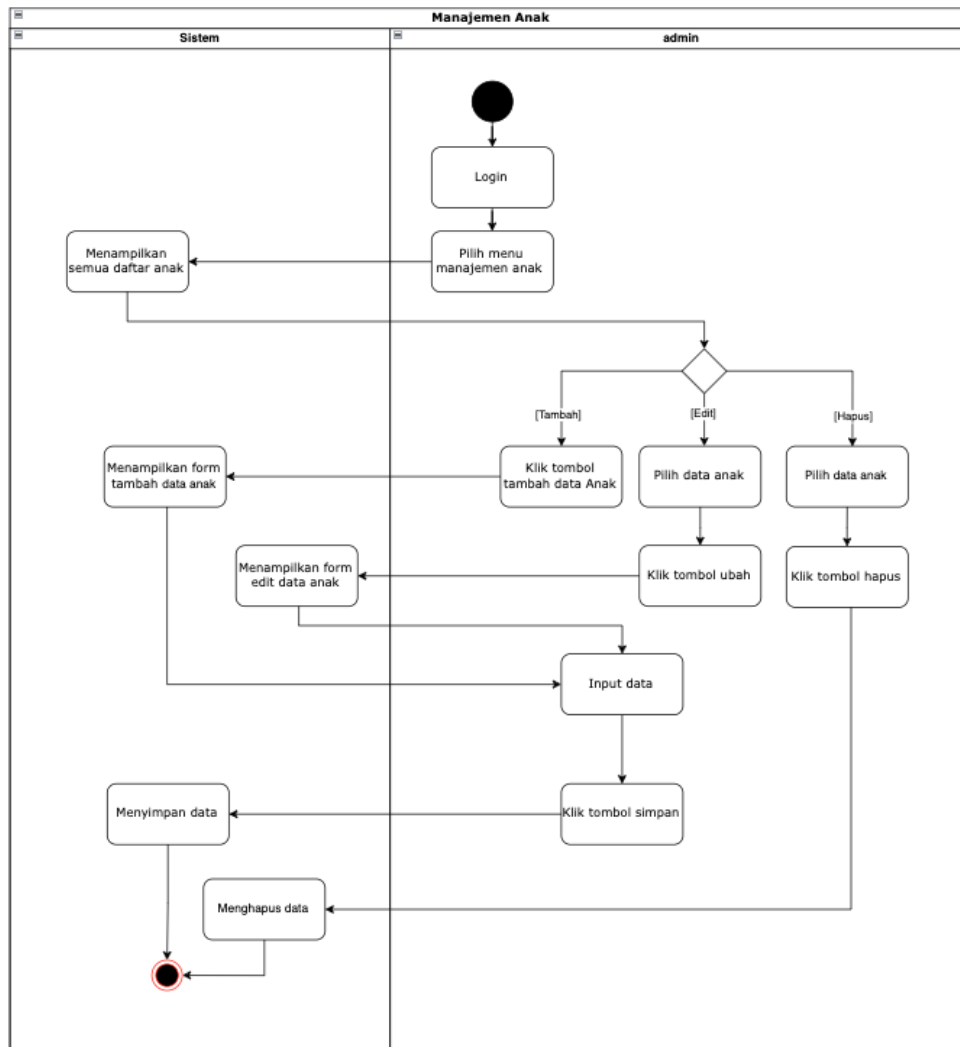 Manajemen Anak
Sistem
admin
Login
Pilih menu
manajemen anak
Menampilkan
semua daftar anak
[Tambah]
[Edit]
[Hapus]
Menampilkan form
tambah data anak
Klik tombol
tambah data Anak
Pilih data anak
Pilih data anak
Menampilkan form
edit data anak
Klik tombol ubah
Klik tombol hapus
Input data
Menyimpan data
Klik tombol simpan
Menghapus data